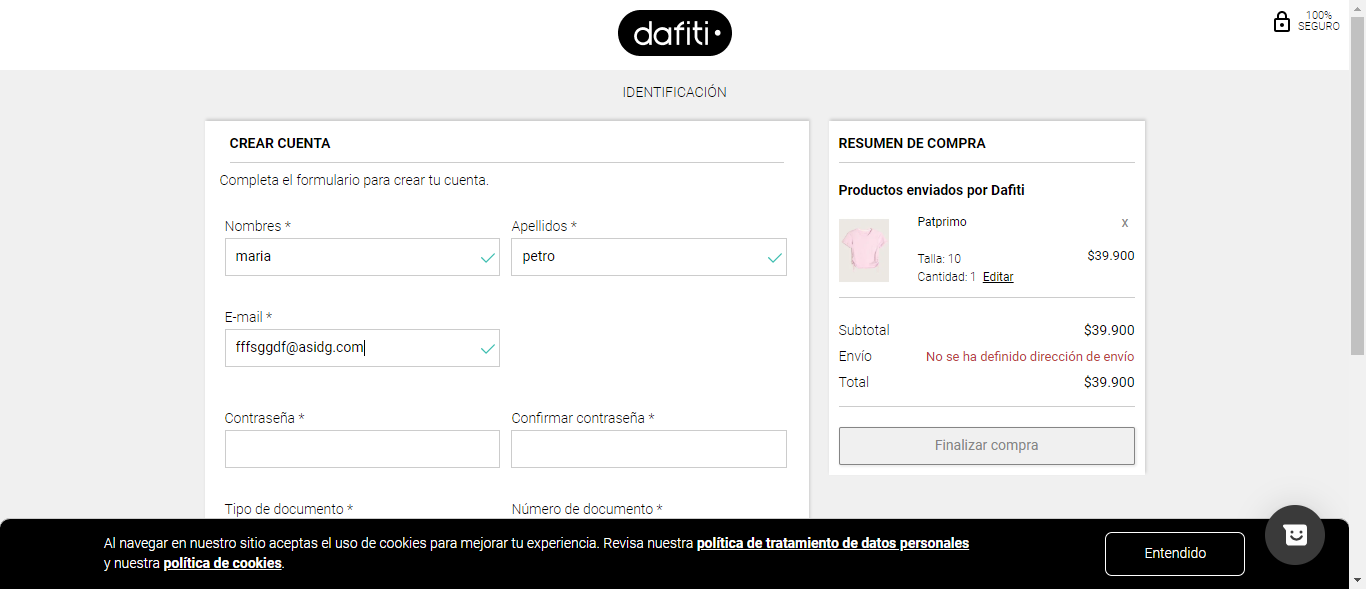 dafiti
100%
SEGURO
IDENTIFICACIÓN
CREAR CUENTA
Completa el formulario para crear tu cuenta.
Nombres *
Apellidos *
maria
petro
E-mail *
fffsggdf@asidg.com
Contraseña *
Confirmar contraseña *
Tipo de documento *
Número de documento *
RESUMEN DE COMPRA
Productos enviados por Dafiti
Patprimo
x
Talla: 10
$39.900
Cantidad: 1 Editar
Subtotal $39.900
Envío No se ha definido dirección de envío
Total $39.900
Finalizar compra
Al navegar en nuestro sitio aceptas el uso de cookies para mejorar tu experiencia. Revisa nuestra política de tratamiento de datos personales
y nuestra política de cookies.
Entendido